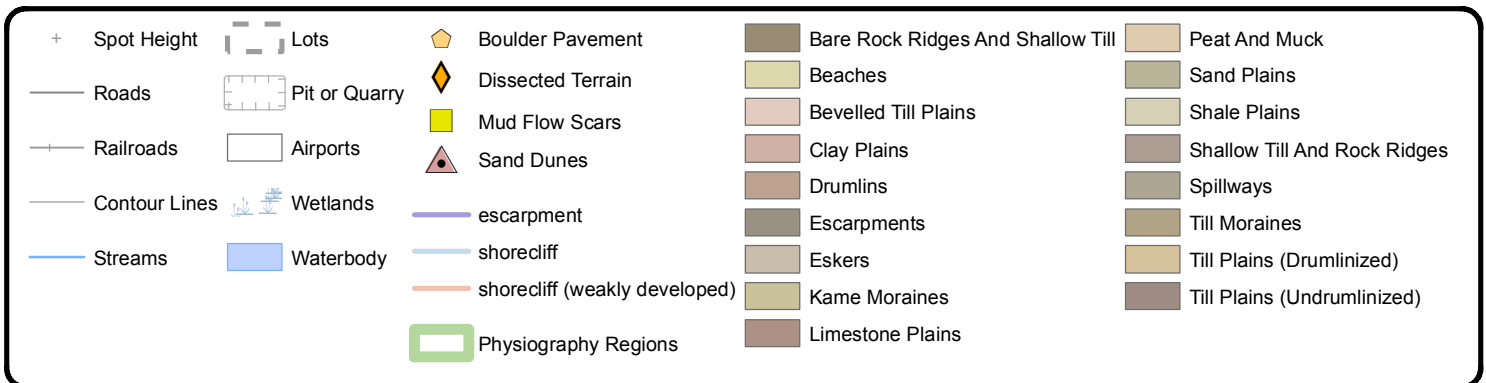 Spot Height
Roads
Railroads
Contour Lines
Streams
Lots
Pit or Quarry
Airports
Wetlands
Waterbody
Boulder Pavement
Dissected Terrain
Mud Flow Scars
Sand Dunes
escarpment
shorecliff
shorecliff (weakly developed)
Physiography Regions
Bare Rock Ridges And Shallow Till
Beaches
Bevelled Till Plains
Clay Plains
Drumlins
Escarpments
Eskers
Kame Moraines
Limestone Plains
Peat And Muck
Sand Plains
Shale Plains
Shallow Till And Rock Ridges
Spillways
Till Moraines
Till Plains (Drumlinized)
Till Plains (Undrumlinized)